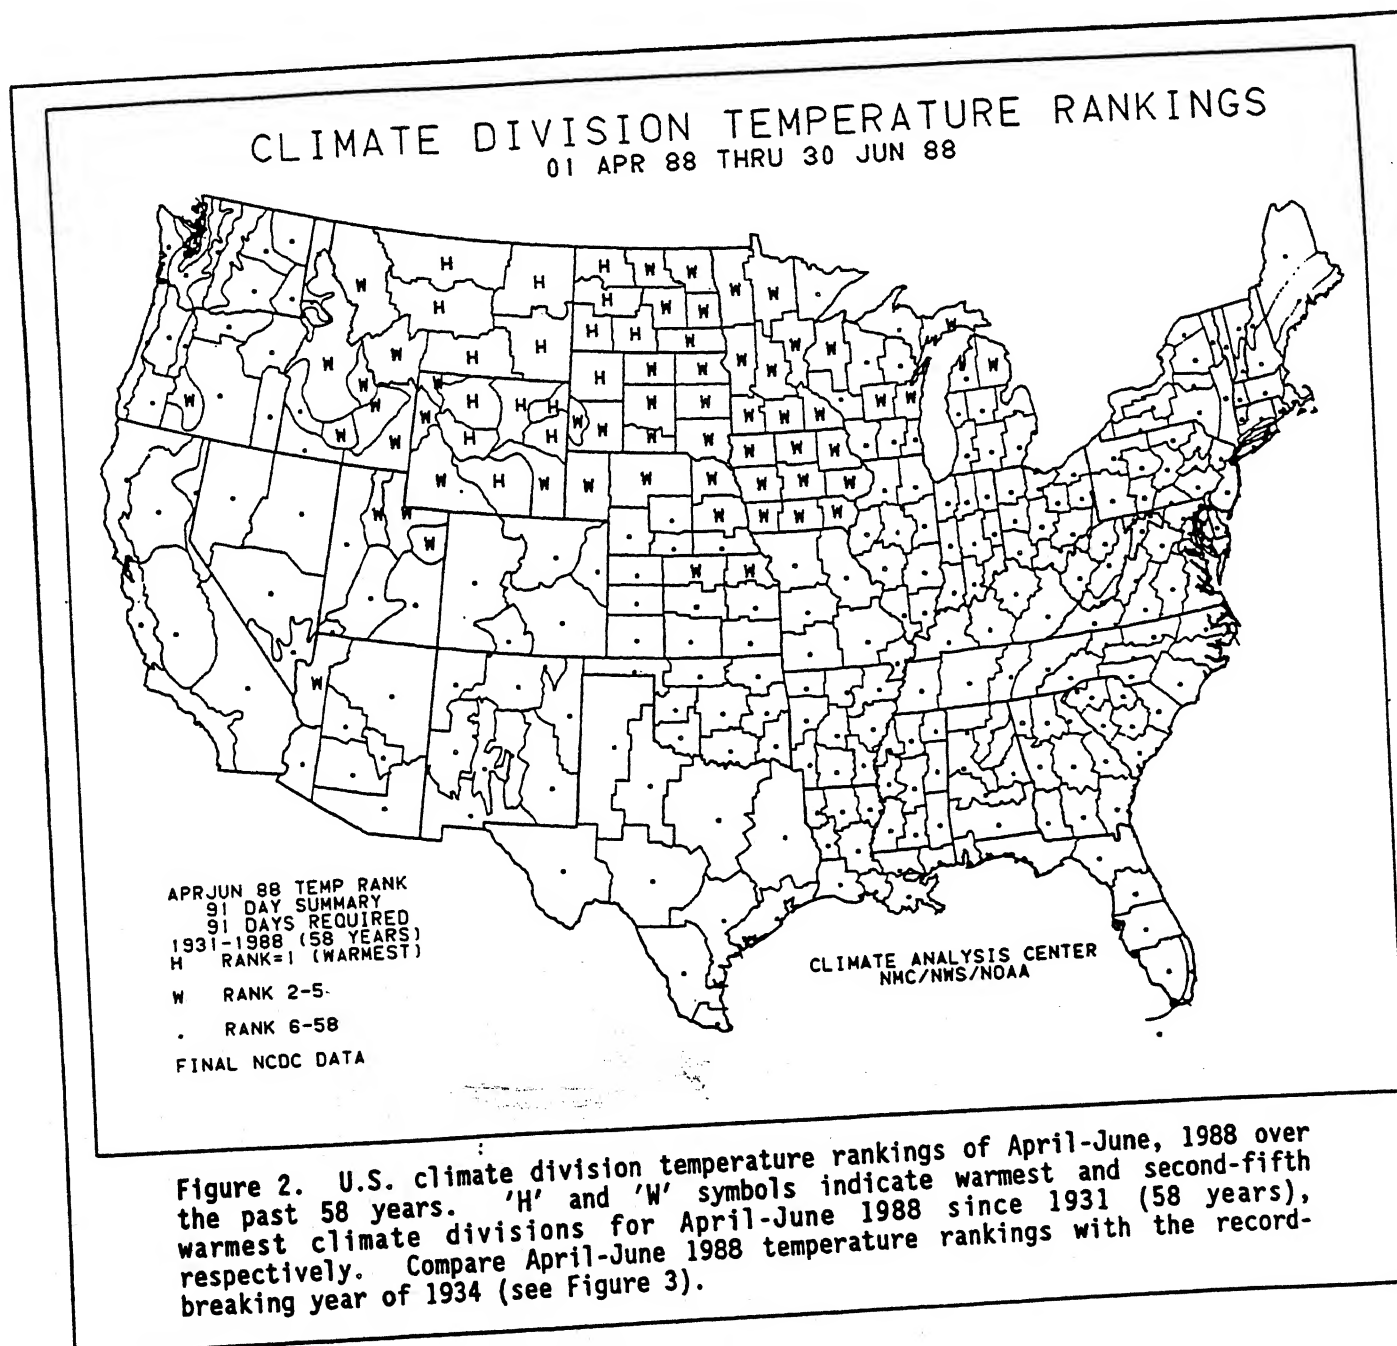 CLIMATE DIVISION TEMPERATURE RANKINGS
01 APR 88 THRU 30 JUN 88
H
H
H W W
H
W
W W
H
H
W W
H H
W
H
H
W
W W W W
W
W
H
W W
W W
W
W
H H H
W W
W W
W
W
W
W
W W W
H
H
W
W
W
W
W
W
W W W
W
H
W
W
W
W
W W W
W
W
W
W W W
W
W W
W
APRJUN 88 TEMP RANK
91 DAY SUMMARY
91 DAYS REQUIRED
1931-1988 (58 YEARS)
H RANK=1 (WARMEST)
W RANK 2-5
. RANK 6-58
FINAL NCDC DATA
CLIMATE ANALYSIS CENTER
NMC/NWS/NOAA
Figure 2. U.S. climate division temperature rankings of April-June, 1988 over
the past 58 years. 'H' and 'W' symbols indicate warmest and second-fifth
warmest climate divisions for April-June 1988 since 1931 (58 years),
respectively. Compare April-June 1988 temperature rankings with the record-
breaking year of 1934 (see Figure 3).